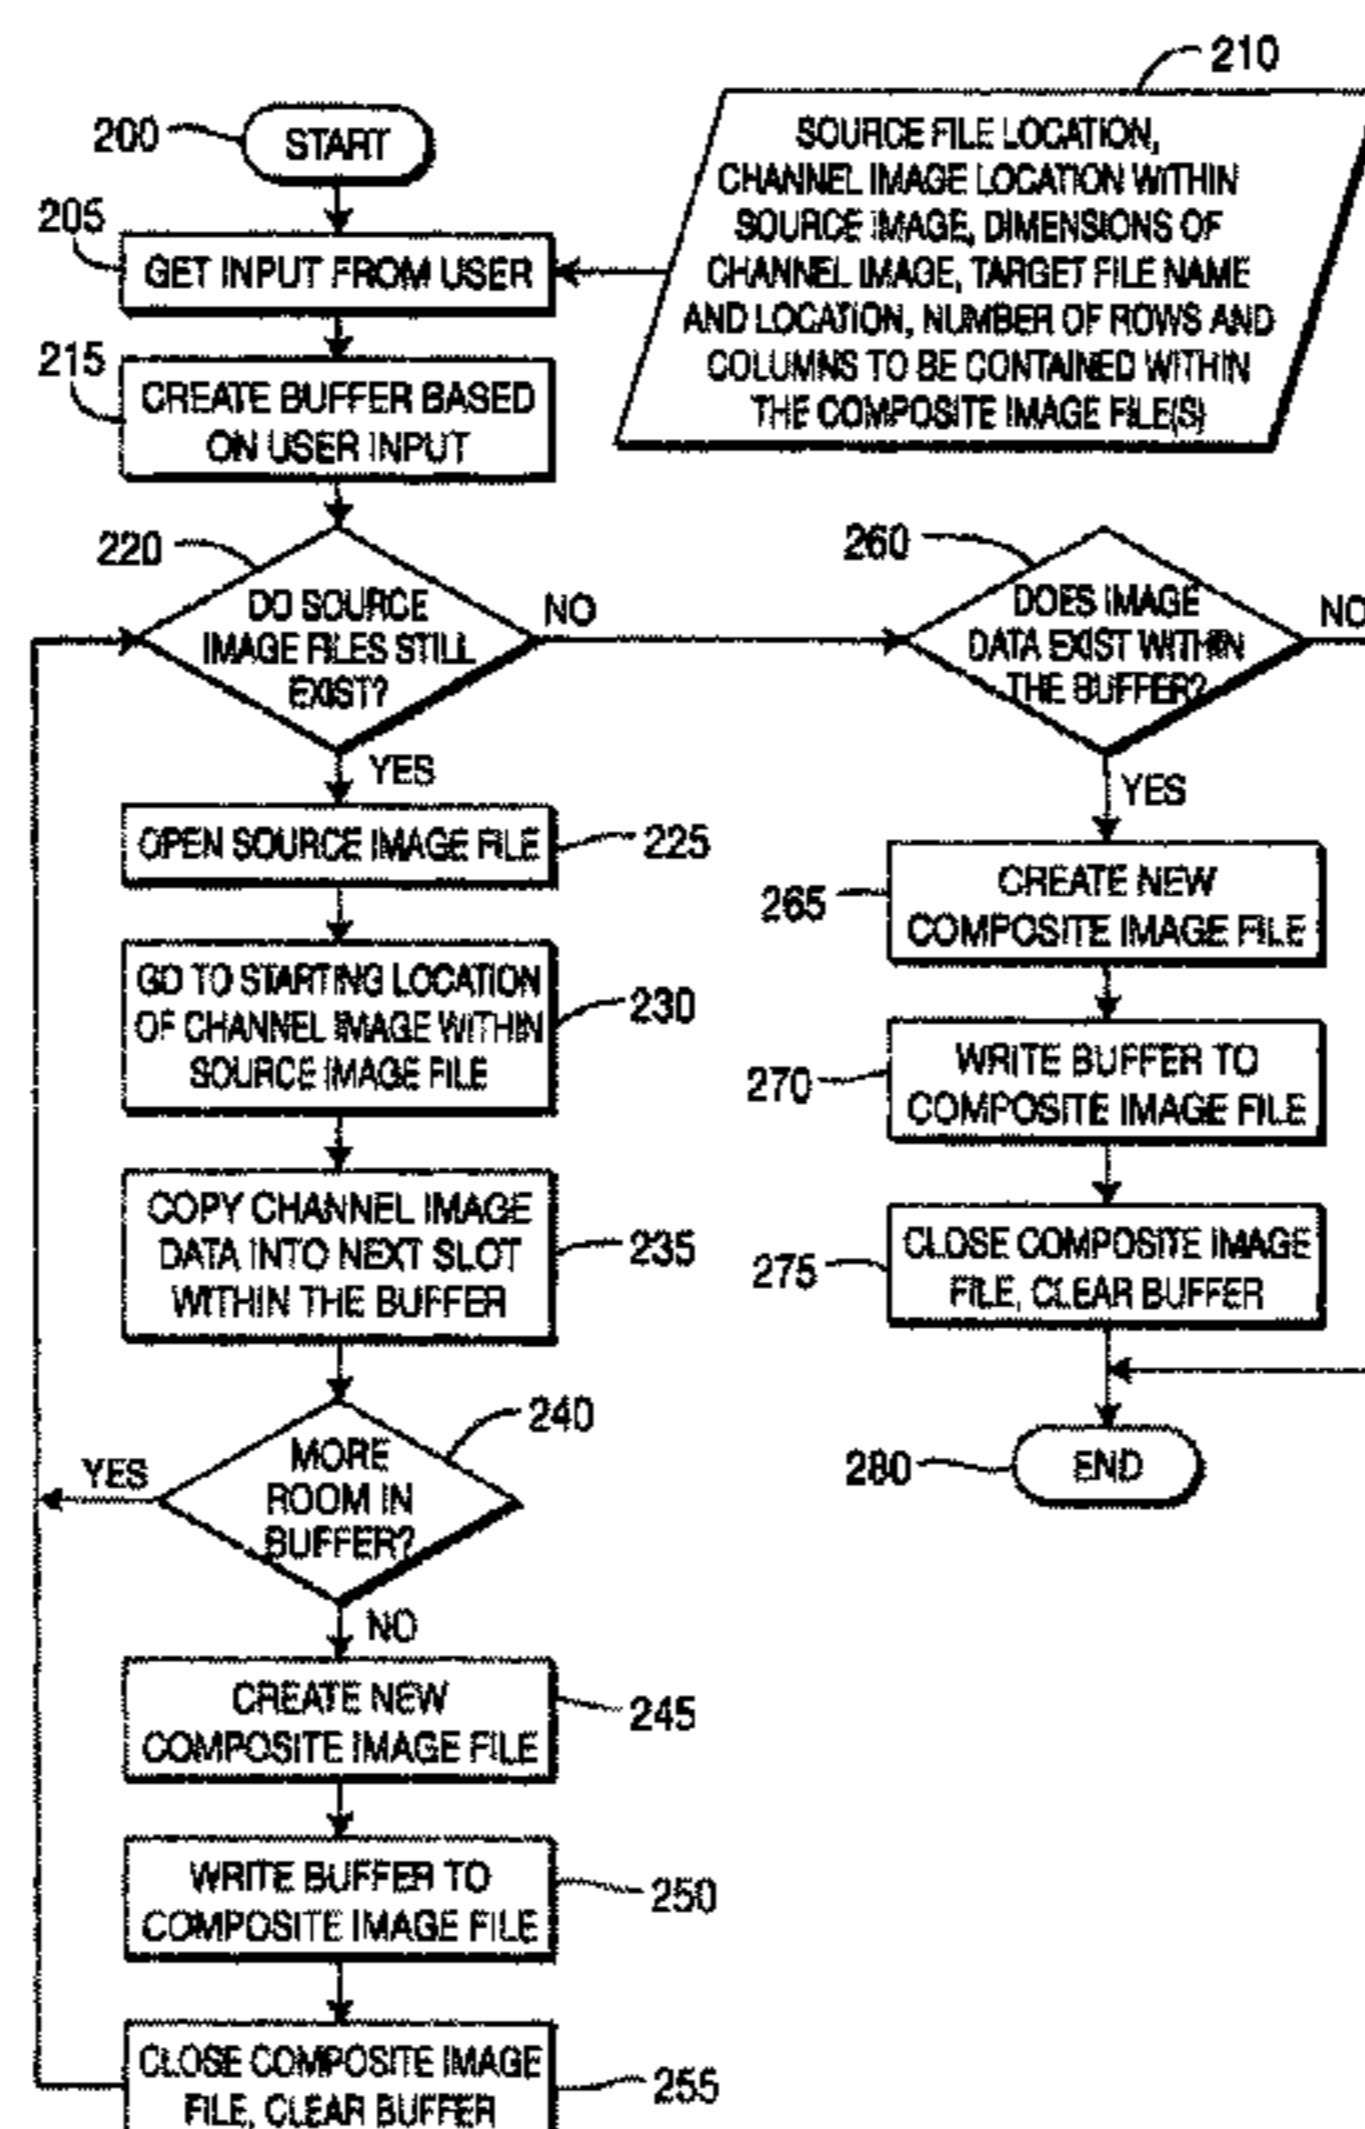 210
200
START
SOURCE FILE LOCATION,
CHANNEL IMAGE LOCATION WITHIN
SOURCE IMAGE, DIMENSIONS OF
CHANNEL IMAGE, TARGET FILE NAME
AND LOCATION, NUMBER OF ROWS AND
COLUMNS TO BE CONTAINED WITHIN
THE COMPOSITE IMAGE FILE(S)
205
GET INPUT FROM USER
215
CREATE BUFFER BASED
ON USER INPUT
220
DO SOURCE
IMAGE FILES STILL
EXIST?
NO
YES
260
DOES IMAGE
DATA EXIST WITHIN
THE BUFFER?
NO
YES
OPEN SOURCE IMAGE FILE
225
GO TO STARTING LOCATION
OF CHANNEL IMAGE WITHIN
SOURCE IMAGE FILE
230
COPY CHANNEL IMAGE
DATA INTO NEXT SLOT
WITHIN THE BUFFER
235
240
MORE
ROOM IN
BUFFER?
YES
NO
CREATE NEW
COMPOSITE IMAGE FILE
245
WRITE BUFFER TO
COMPOSITE IMAGE FILE
250
CLOSE COMPOSITE IMAGE
FILE, CLEAR BUFFER
255
265
CREATE NEW
COMPOSITE IMAGE FILE
270
WRITE BUFFER TO
COMPOSITE IMAGE FILE
275
CLOSE COMPOSITE IMAGE
FILE, CLEAR BUFFER
280
END